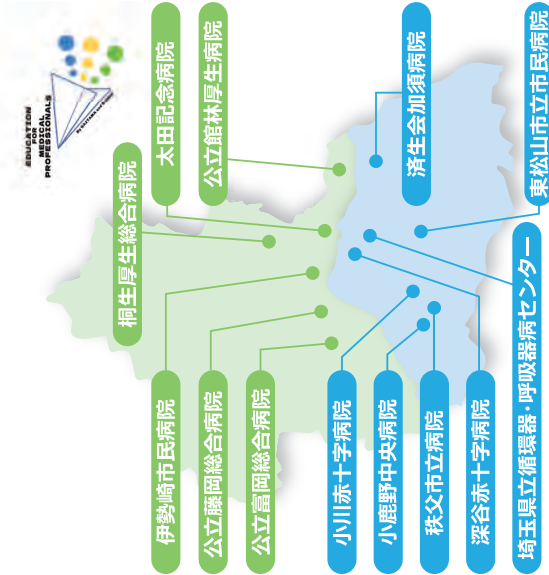 EDUCATION
FOR
MEDICAL
PROFESSIONALS
太田記念病院
公立館林厚生病院
済生会加須病院
東松山市立市民病院
桐生厚生総合病院
伊勢崎市民病院
公立藤岡総合病院
公立富岡総合病院
小川赤十字病院
小鹿野中央病院
秩父市立病院
深谷赤十字病院
埼玉県立循環器・呼吸器病センター